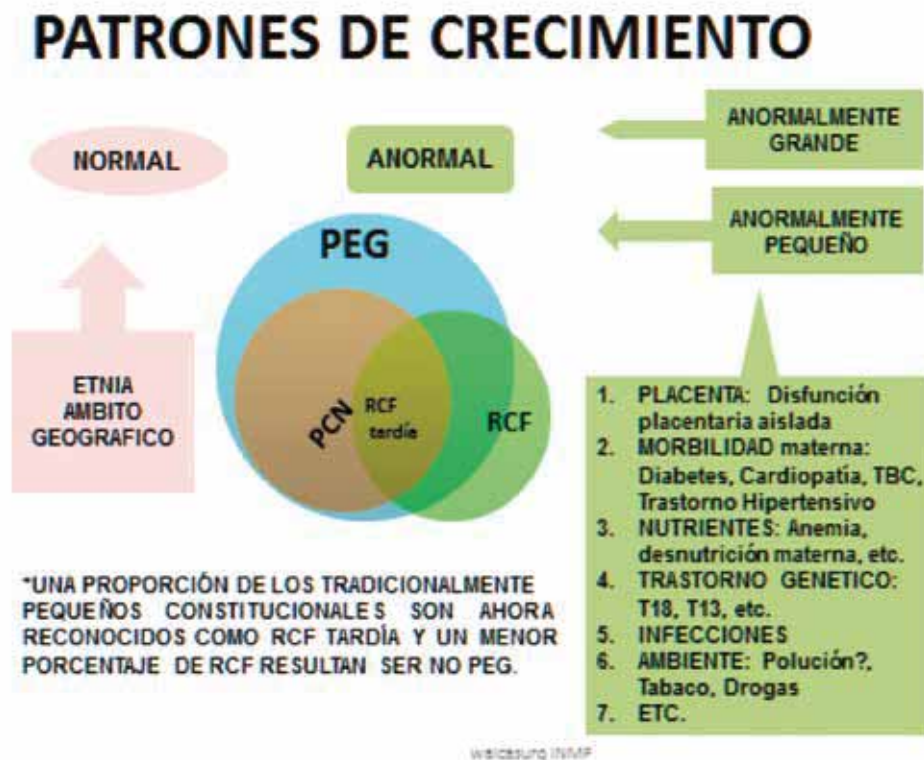 PATRONES DE CRECIMIENTO
NORMAL
ANORMAL
ANORMALMENTE
GRANDE
ANORMALMENTE
PEQUEÑO
ETNIA
AMBITO
GEOGRAFICO
PEG
PCN
RCF
tardía
RCF
1. PLACENTA: Disfunción
placentaria aislada
2. MORBILIDAD materna:
Diabetes, Cardiopatía, TBC,
Trastorno Hipertensivo
3. NUTRIENTES: Anemia,
desnutrición materna, etc.
4. TRASTORNO GENETICO:
T18, T13, etc.
5. INFECCIONES
6. AMBIENTE: Polución?,
Tabaco, Drogas
7. ETC.
*UNA PROPORCIÓN DE LOS TRADICIONALMENTE
PEQUEÑOS CONSTITUCIONALES SON AHORA
RECONOCIDOS COMO RCF TARDÍA Y UN MENOR
PORCENTAJE DE RCF RESULTAN SER NO PEG.